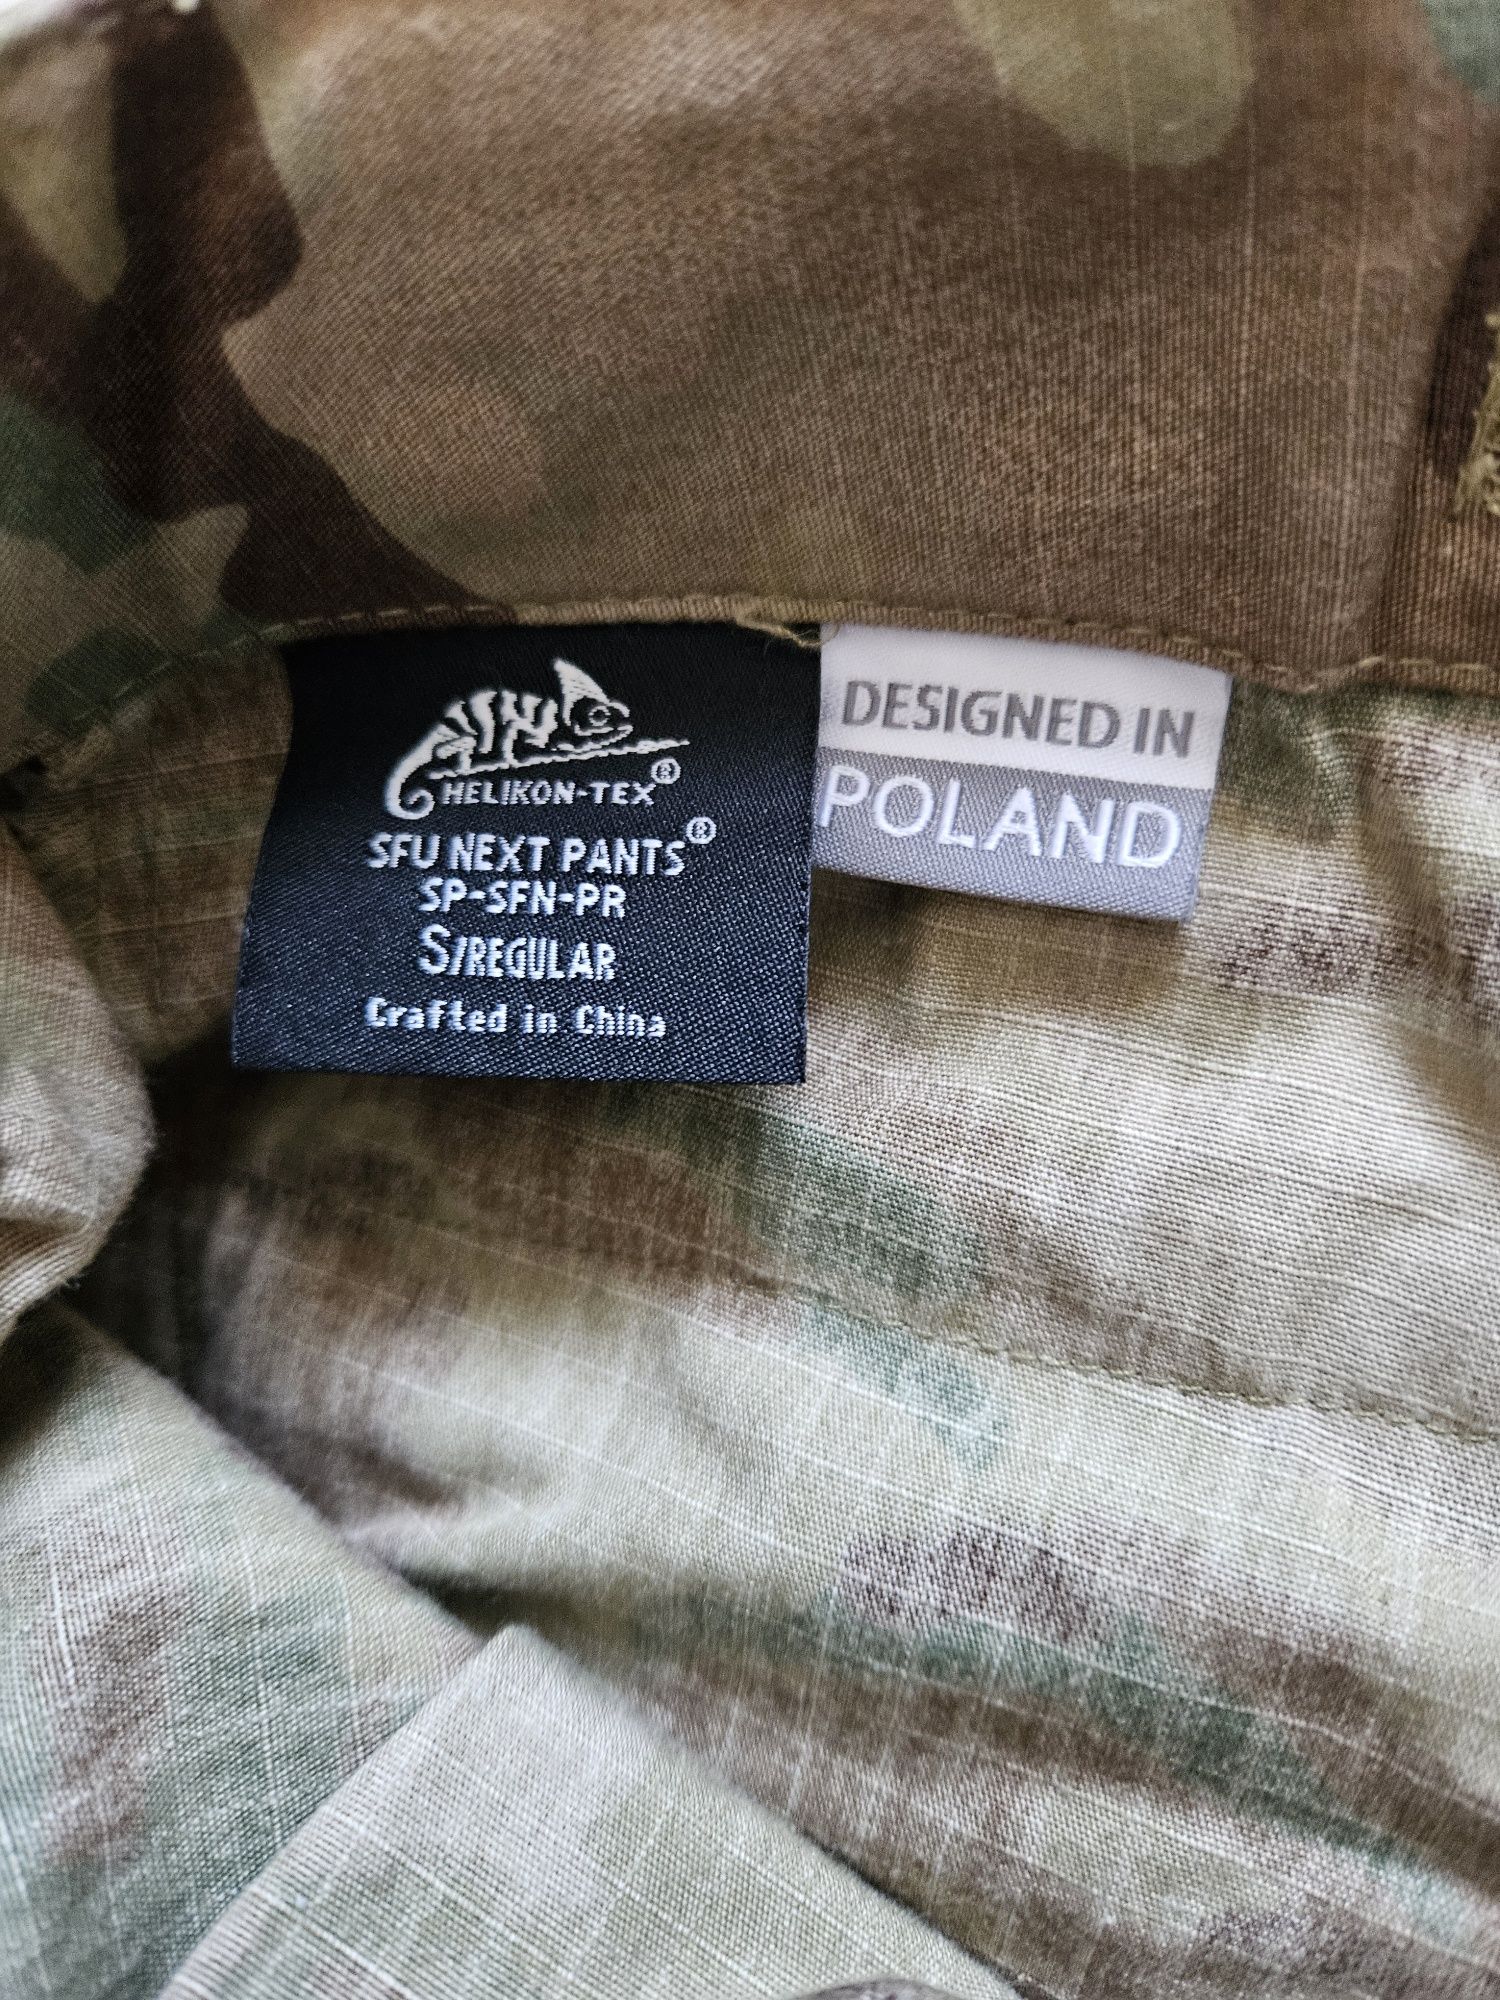 HELIKON-TEX®
SFU NEXT PANTS®
SP-SFN-PR
S/REGULAR
Crafted in China
DESIGNED IN
POLAND